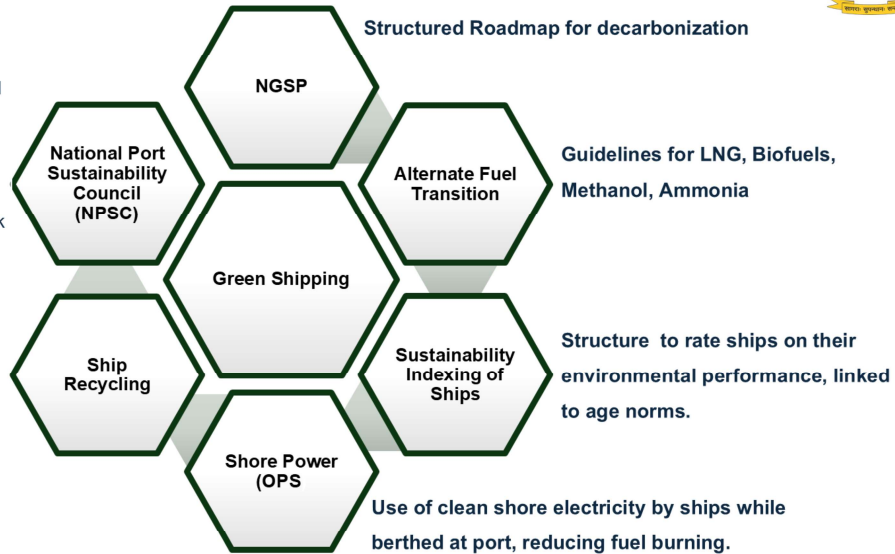 Structured Roadmap for decarbonization
NGSP
National Port
Sustainability
Council
(NPSC)
Alternate Fuel
Transition
Guidelines for LNG, Biofuels,
Methanol, Ammonia
Green Shipping
Ship
Recycling
Sustainability
Indexing of
Ships
Structure to rate ships on their
environmental performance, linked
to age norms.
Shore Power
(OPS
Use of clean shore electricity by ships while
berthed at port, reducing fuel burning.